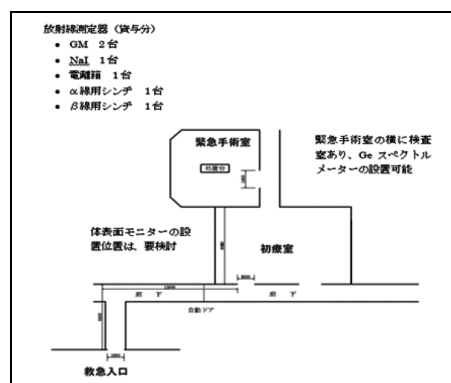 放射線測定器（貸与分）
• GM 2台
• NaI 1台
• 電離箱 1台
• α線用シンチ 1台
• β線用シンチ 1台
緊急手術室
緊急手術室の横に検査
室あり、Ge スペクトル
メーターの設置可能
体表面モニターの設
置位置は、要検討
初療室
廊 下
廊 下
自動ドア
救急入口